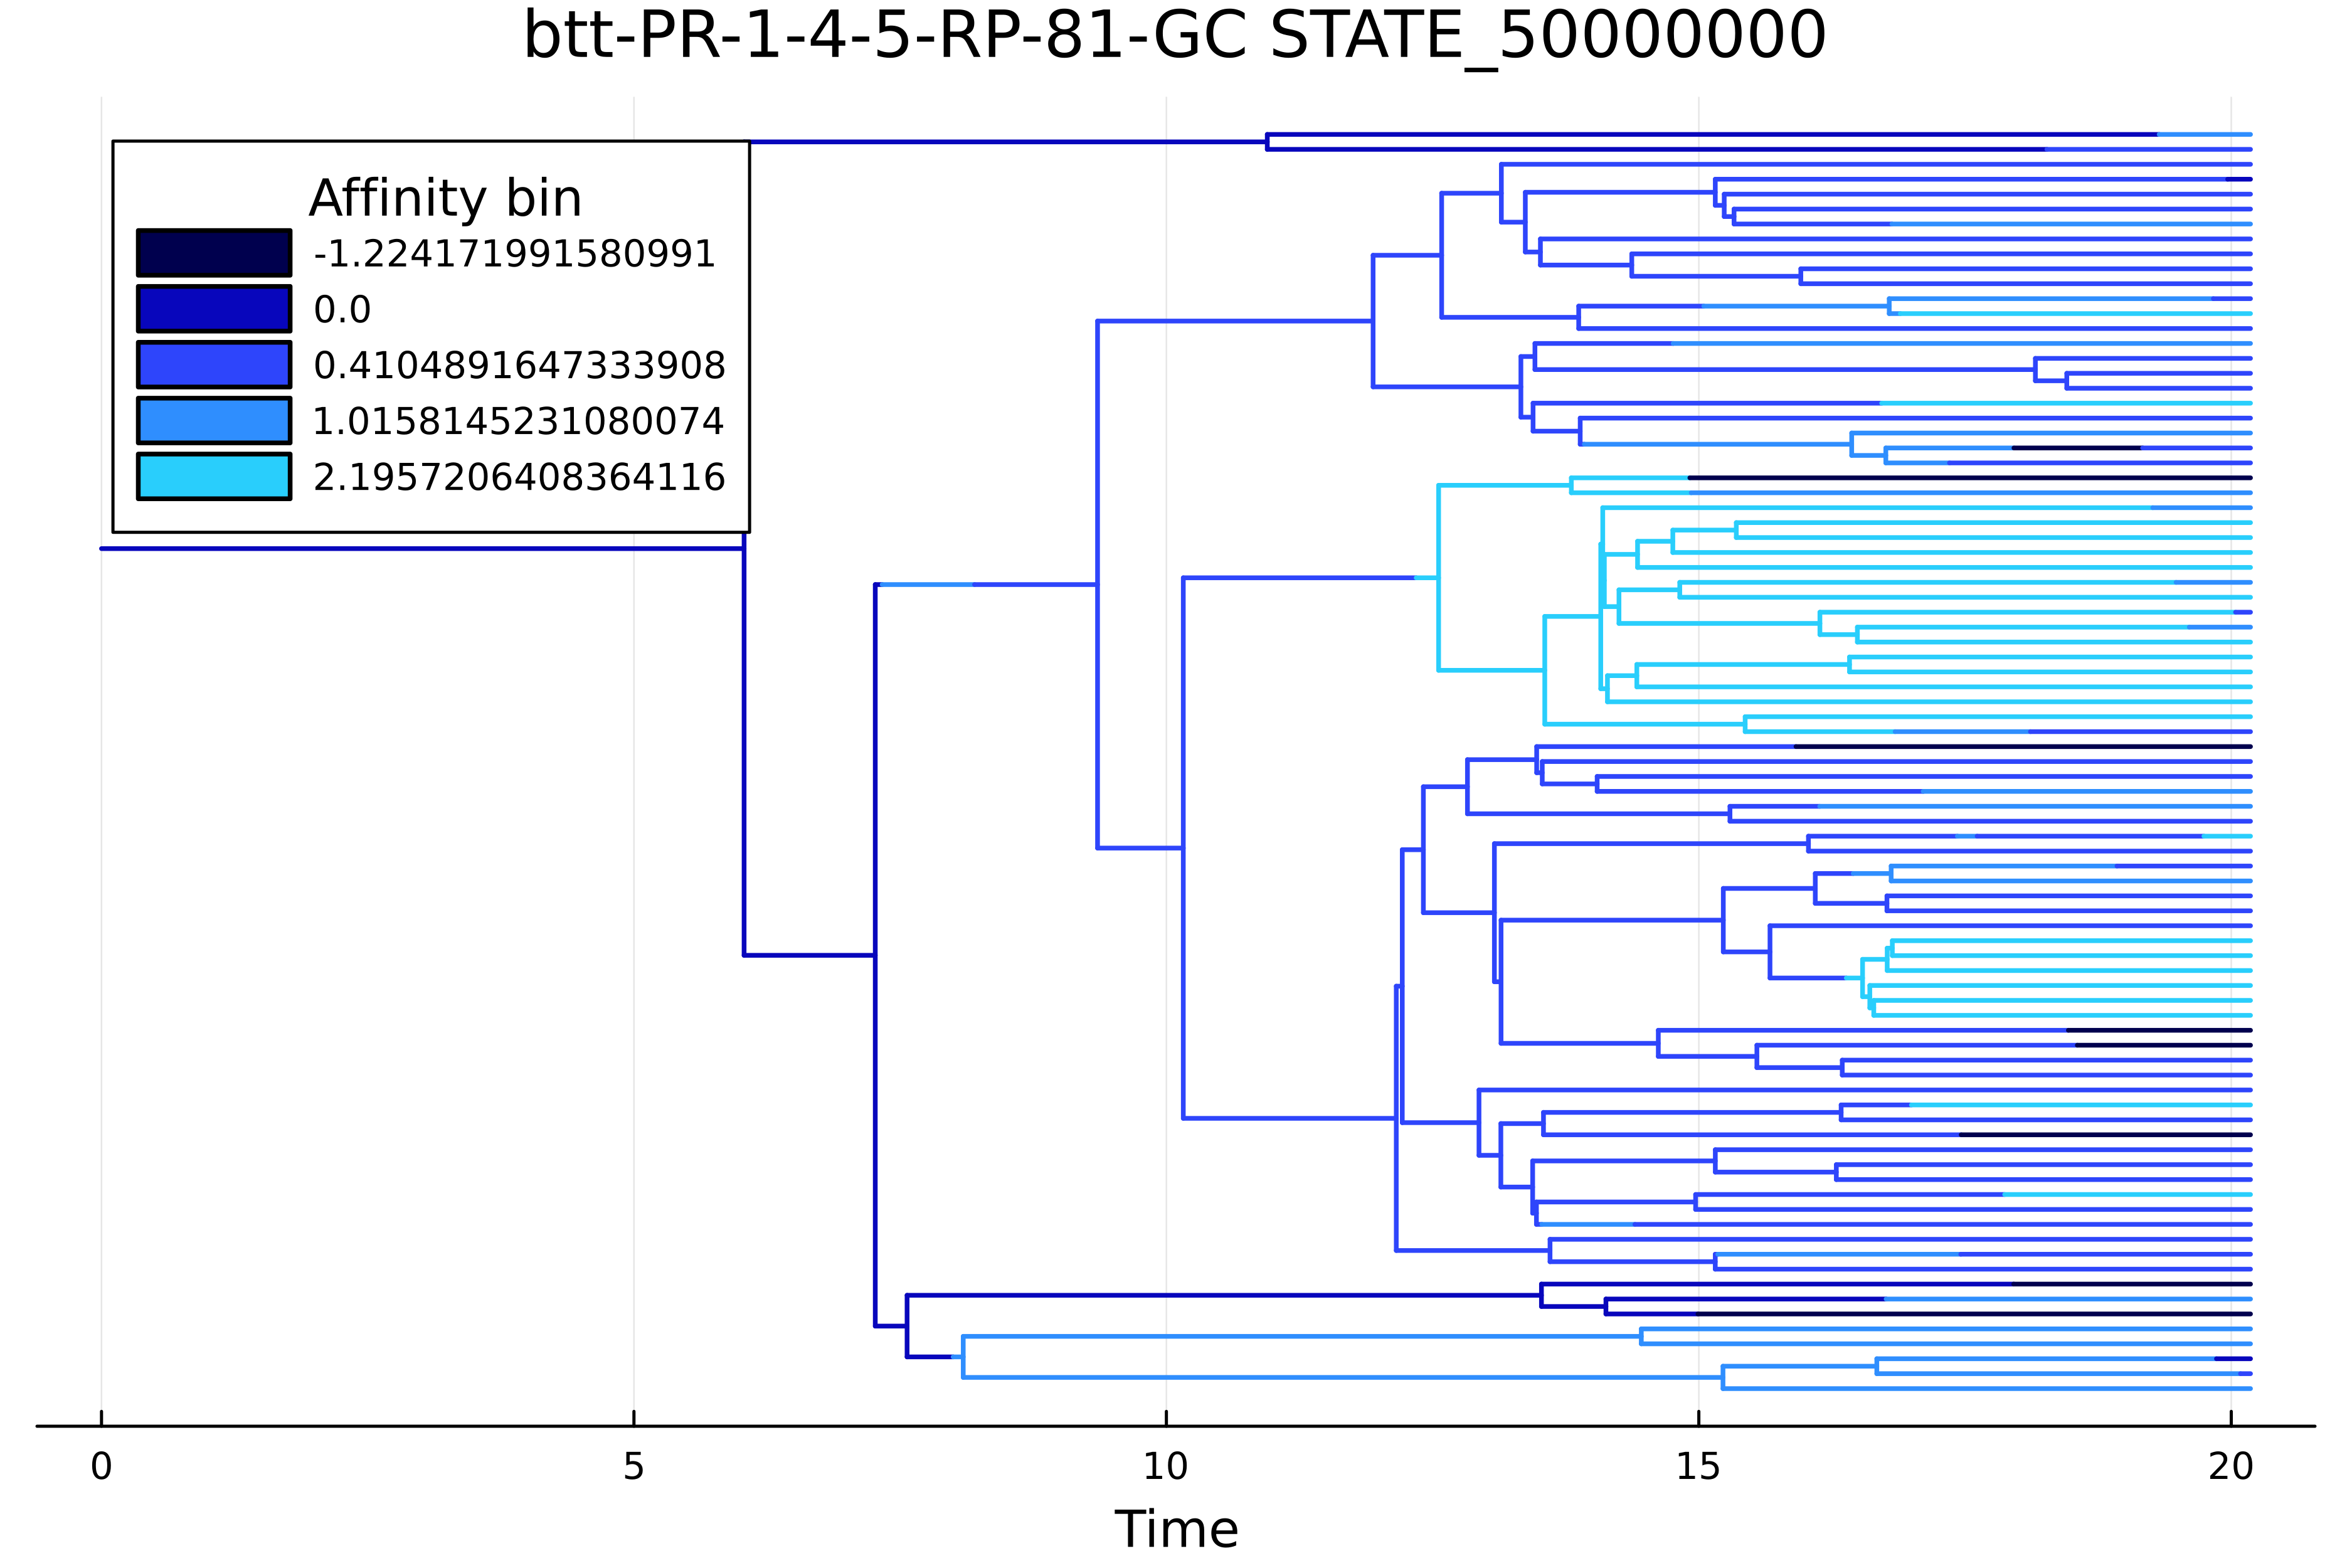 btt-PR-1-4-5-RP-81-GC STATE_50000000
Affinity bin
-1.224171991580991
0.0
0.4104891647333908
1.0158145231080074
2.1957206408364116
0 5 10 15 20
Time